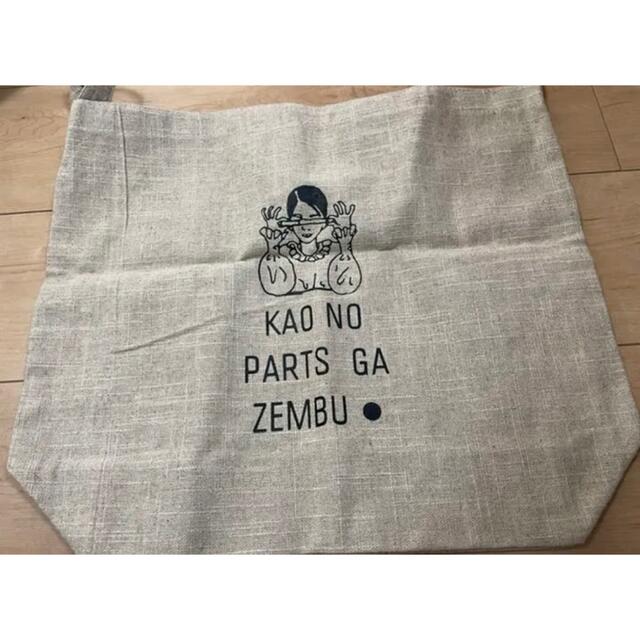 KAO NO
PARTS GA
ZEMBU ●